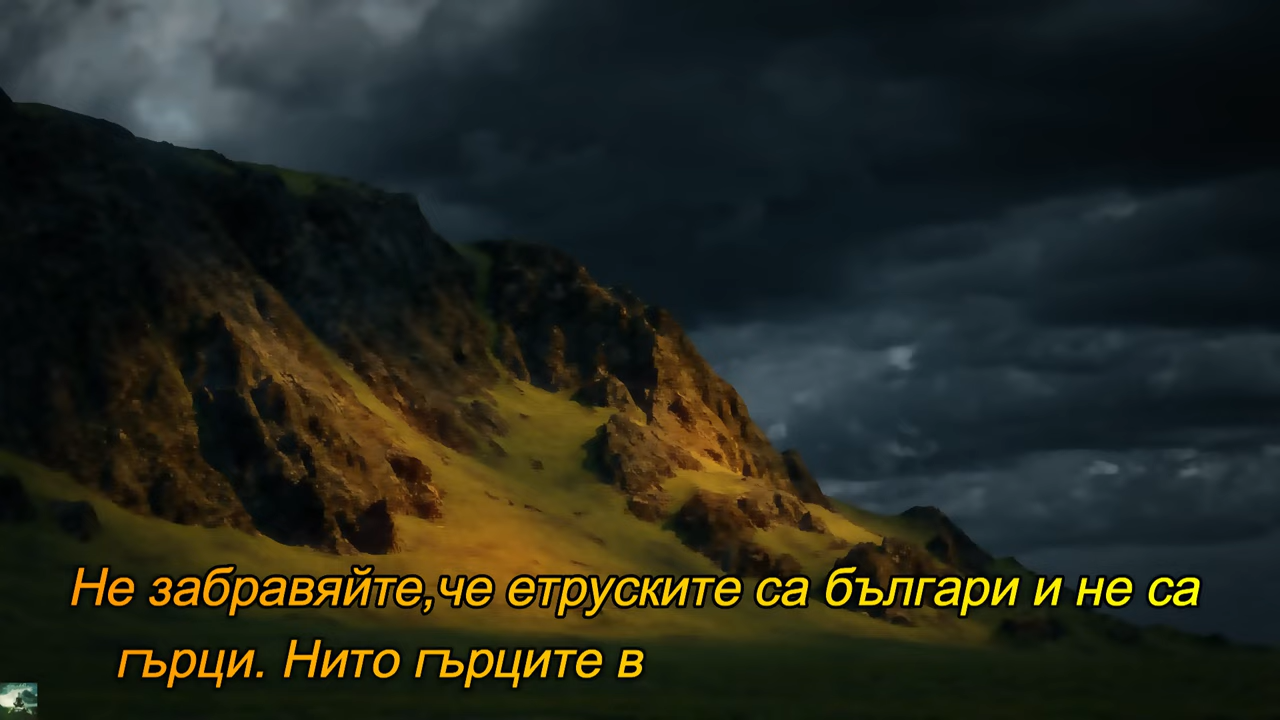 Не забравяйте,че етруските са българи и не са
гърци. Нито гърците в